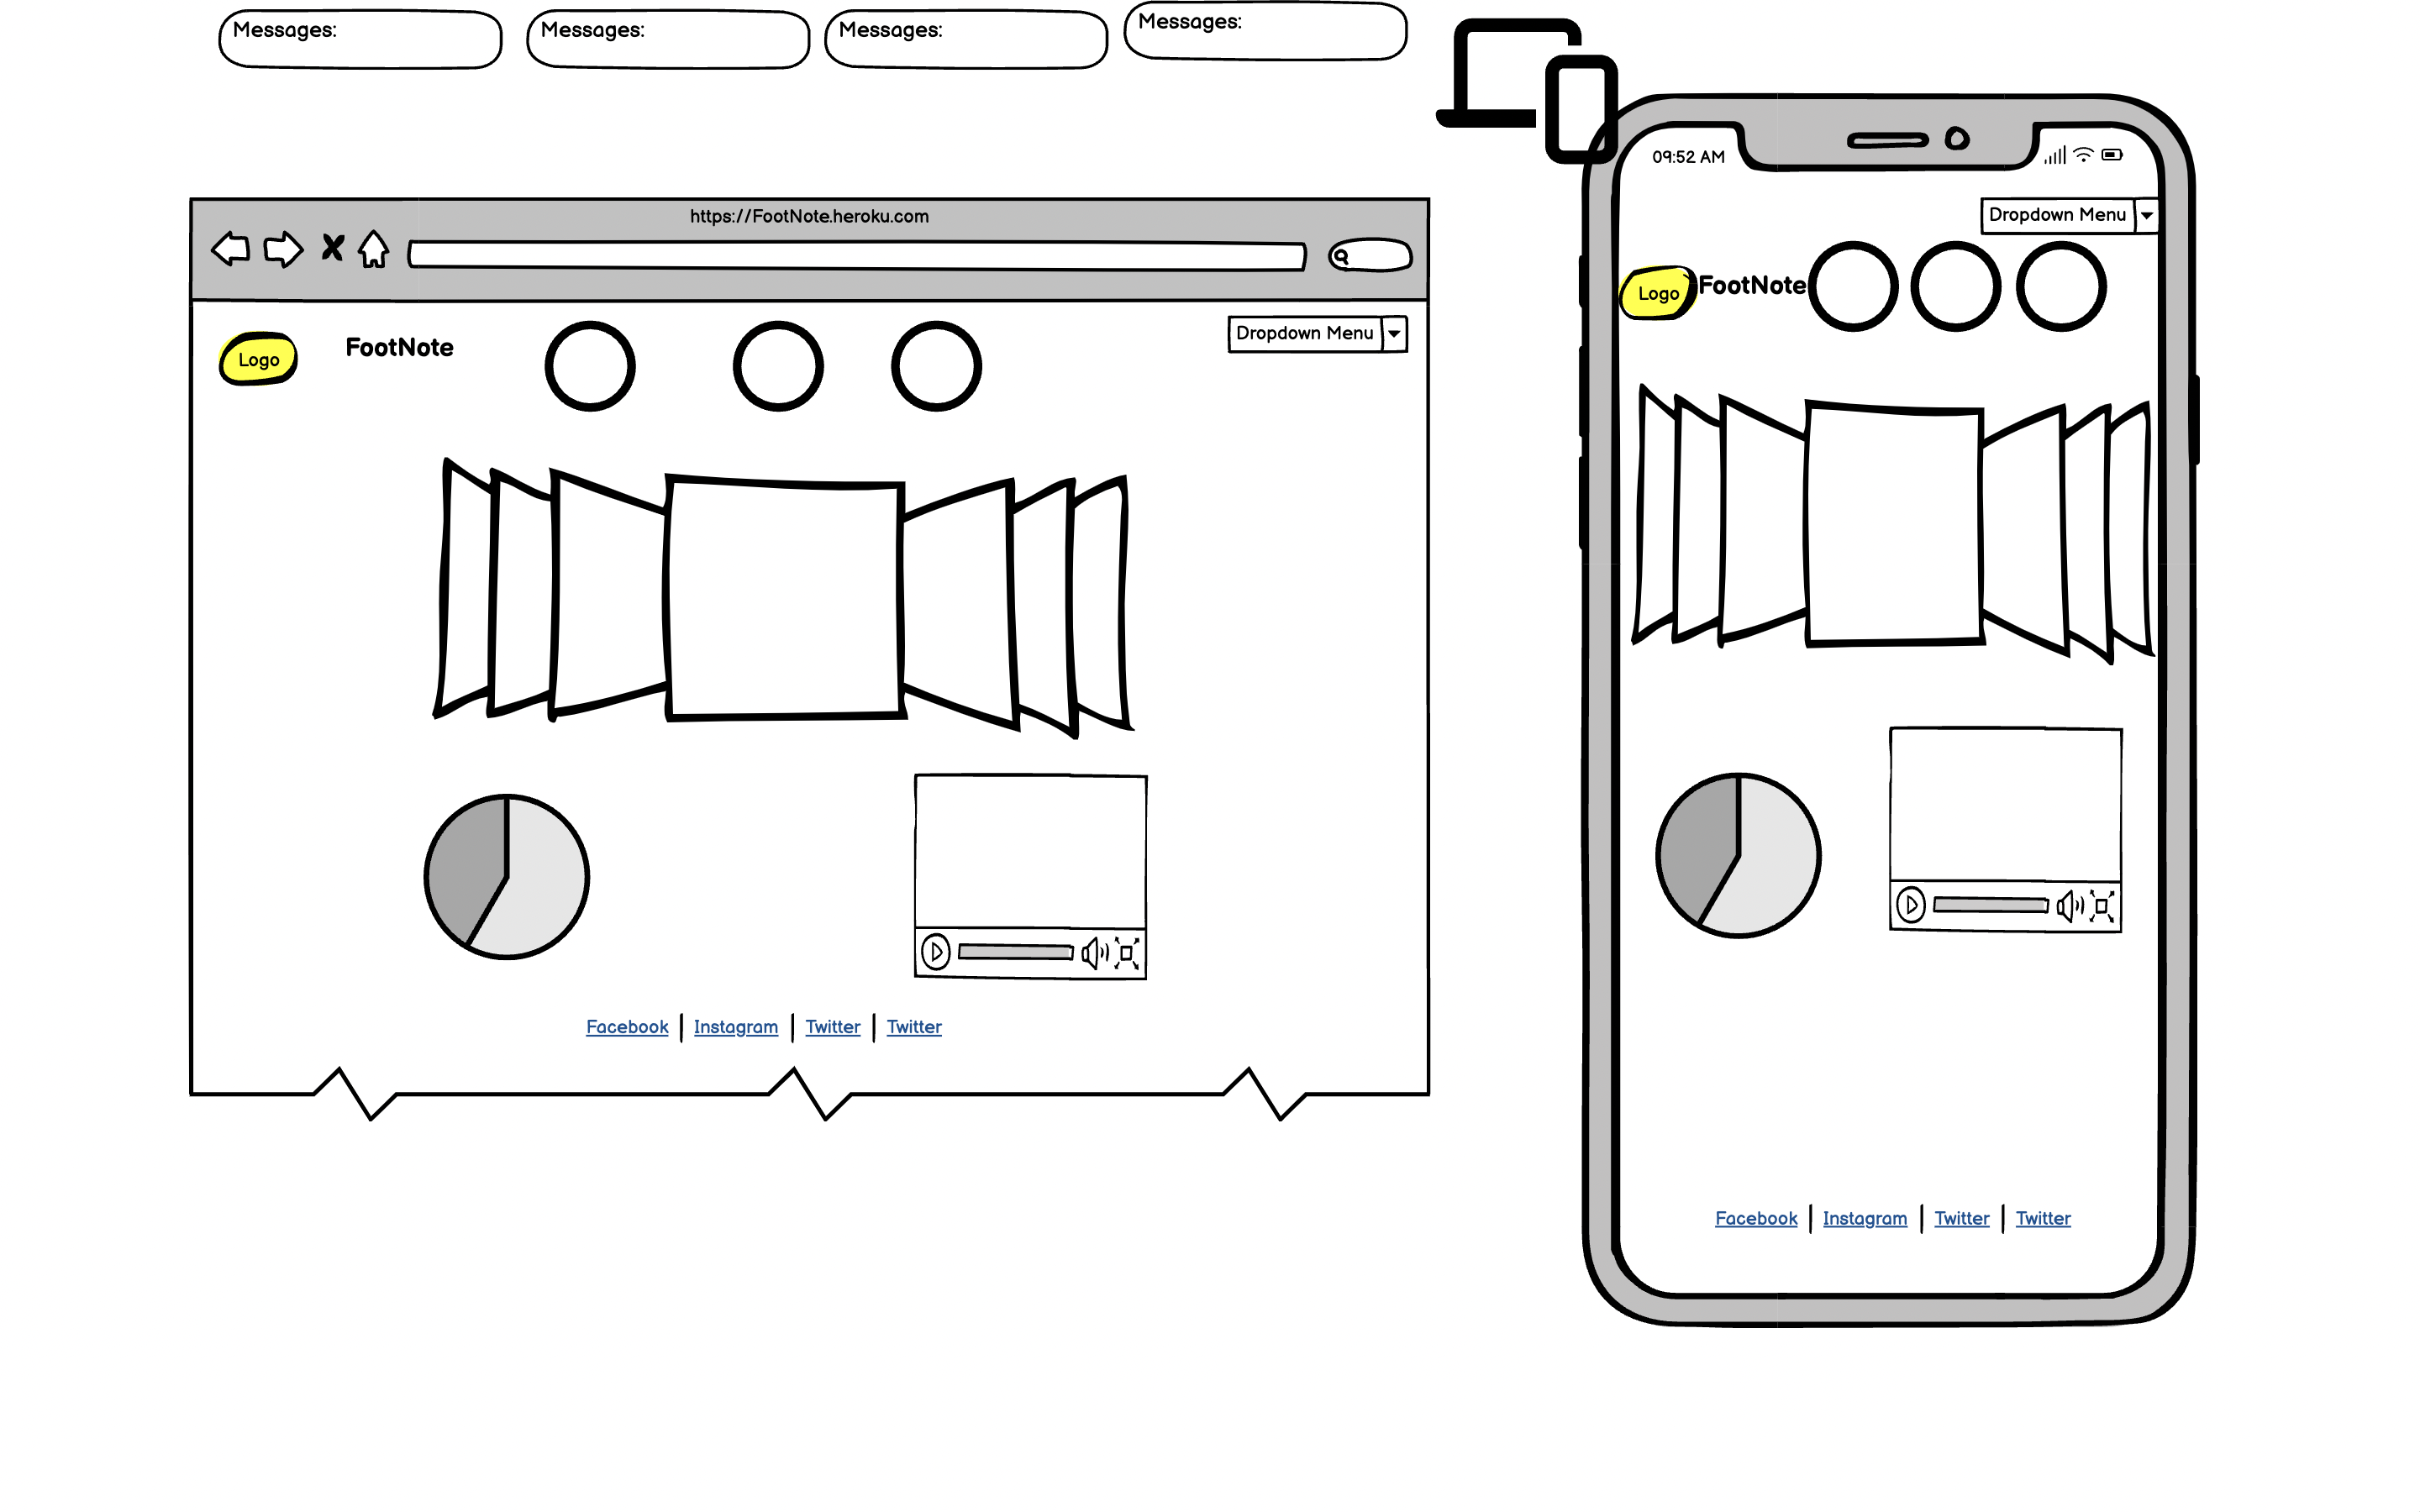 Messages:
Messages:
Messages:
Messages:
https://FootNote.heroku.com
Logo
FootNote
Dropdown Menu
Facebook | Instagram | Twitter | Twitter
09:52 AM
Dropdown Menu
Logo
FootNote
Facebook | Instagram | Twitter | Twitter